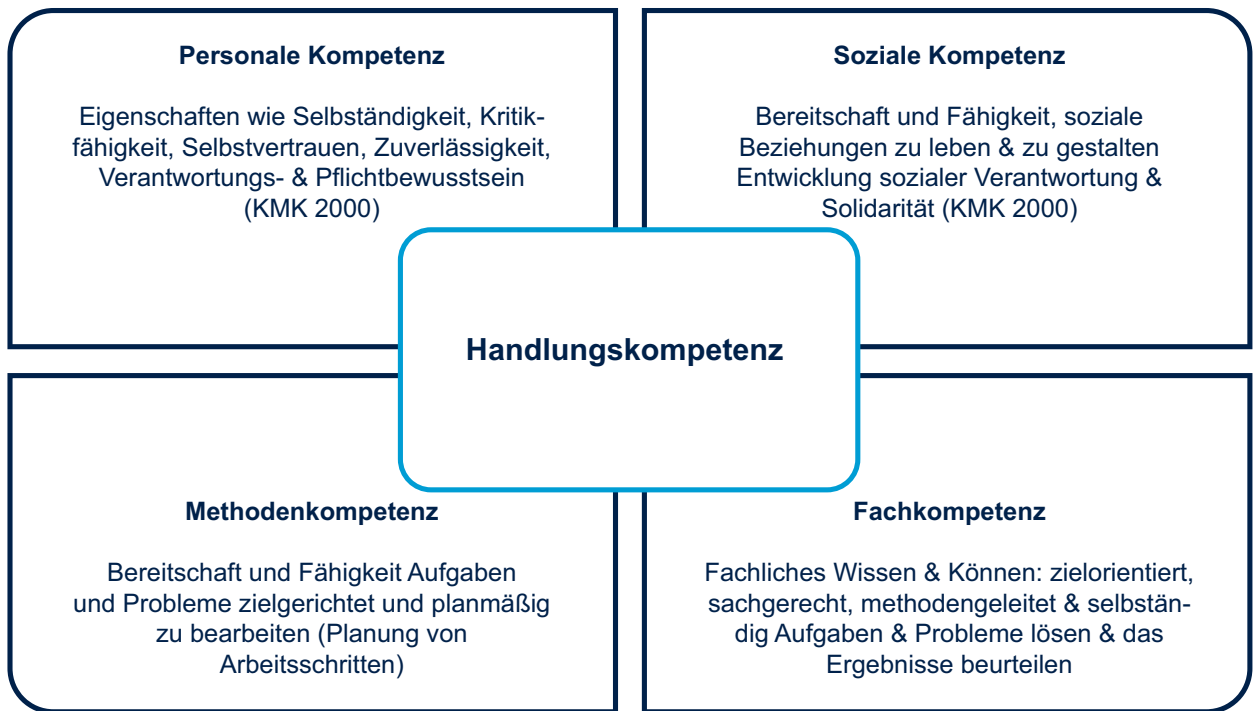 Personale Kompetenz
Eigenschaften wie Selbständigkeit, Kritik-
fähigkeit, Selbstvertrauen, Zuverlässigkeit,
Verantwortungs- & Pflichtbewusstsein
(KMK 2000)
Soziale Kompetenz
Bereitschaft und Fähigkeit, soziale
Beziehungen zu leben & zu gestalten
Entwicklung sozialer Verantwortung &
Solidarität (KMK 2000)
Handlungskompetenz
Methodenkompetenz
Bereitschaft und Fähigkeit Aufgaben
und Probleme zielgerichtet und planmäßig
zu bearbeiten (Planung von
Arbeitsschritten)
Fachkompetenz
Fachliches Wissen & Können: zielorientiert,
sachgerecht, methodengeleitet & selbstän-
dig Aufgaben & Probleme lösen & das
Ergebnisse beurteilen